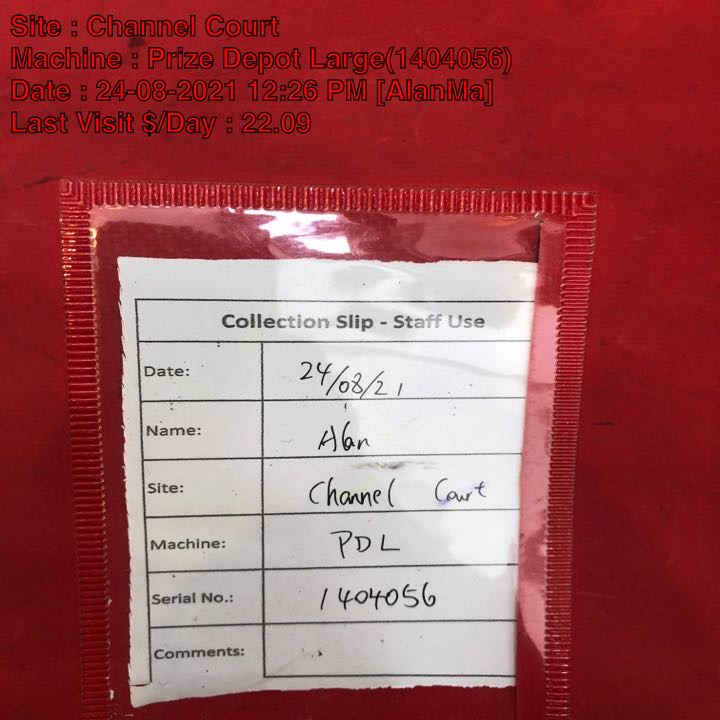 Site : Channel Court
Machine : Prize Depot Large(1404056)
Date : 24-08-2021 12:26 PM [AlanMa]
Last Visit $/Day : 22.09
Collection Slip - Staff Use
Date: 24/08/21
Name: Alan
Site: Channel Court
Machine: PDL
Serial No.: 1404056
Comments: